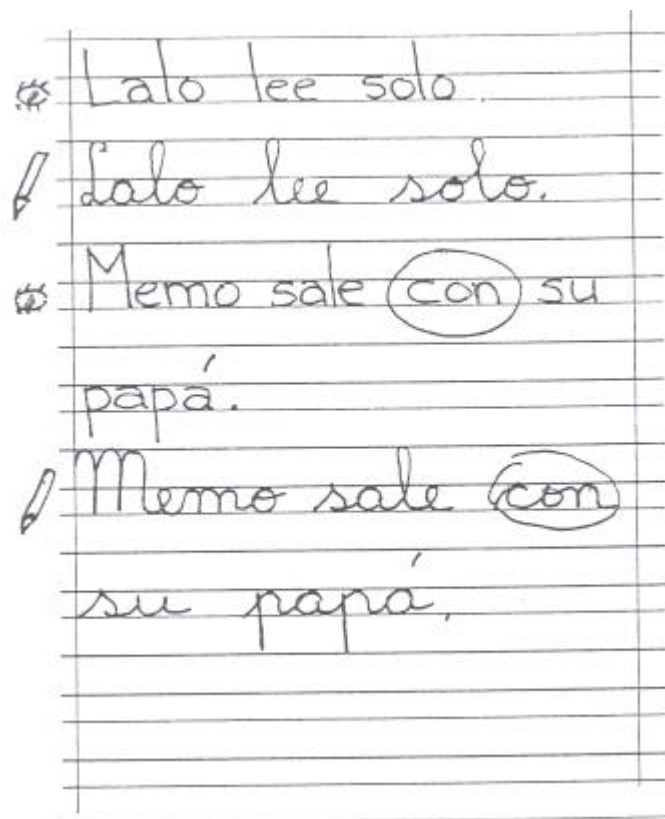 Lalo lee solo.
Lalo lee solo.
Memo sale con su
papá.
Memo sale con
su papá.